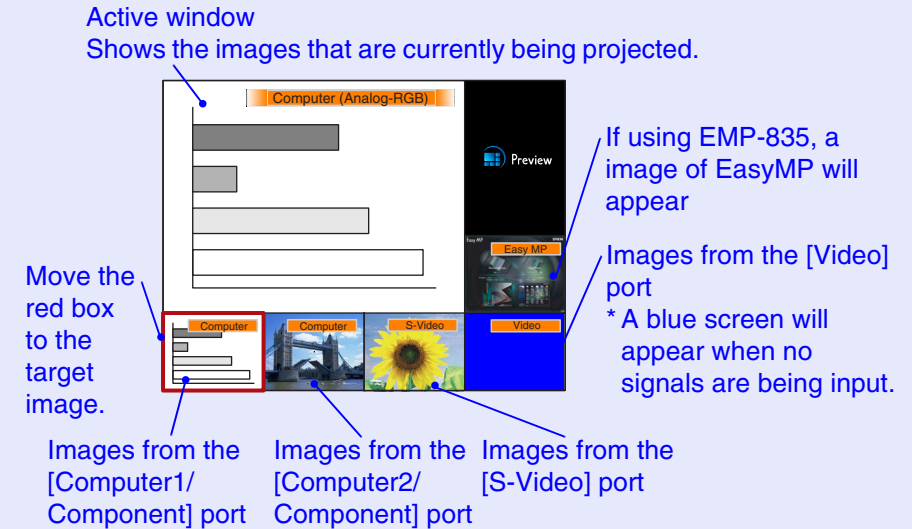 Active window
Shows the images that are currently being projected.
Computer (Analog-RGB)
Preview
If using EMP-835, a
image of EasyMP will
appear
Easy MP
EPSON
Easy MP
Images from the [Video]
port
* A blue screen will
appear when no
signals are being input.
Move the
red box
to the
target
image.
Computer
Computer
S-Video
Video
Images from the
[Computer1/
Component] port
Images from the
[Computer2/
Component] port
Images from the
[S-Video] port